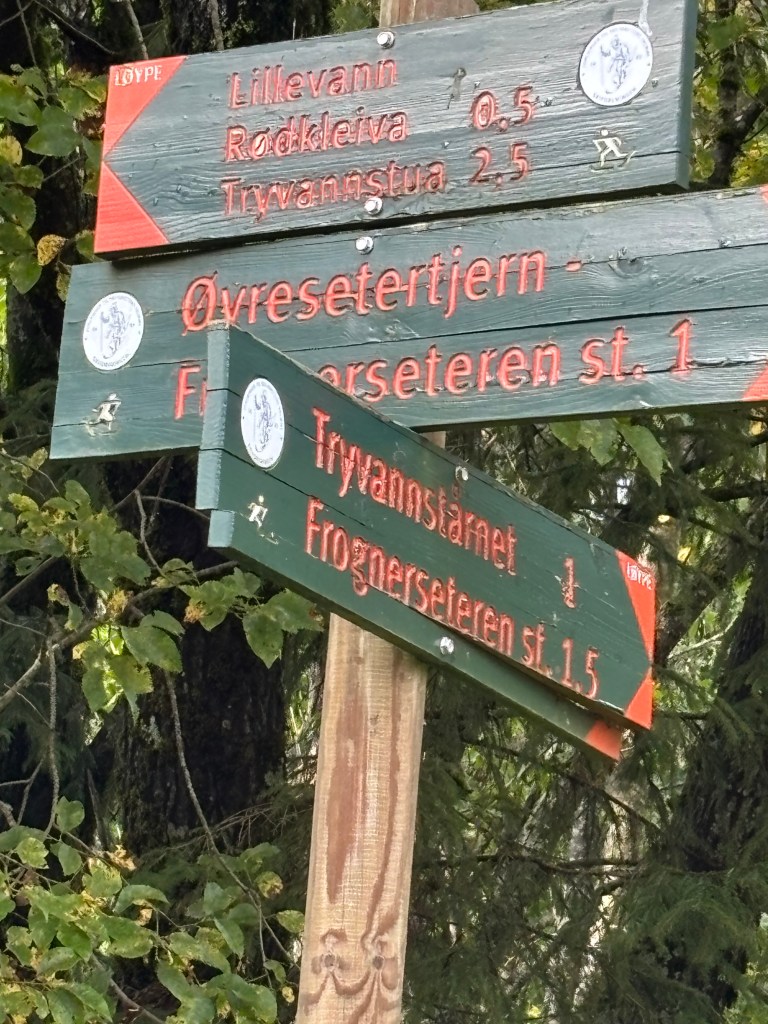 LØYPE
Lillevann
Rødkleiva 0,5
Tryvannstua 2,5
Øvresetertjern -
Frognerseteren st. 1
Tryvannstårnet 1
LØYPE
Frognerseteren st. 1,5